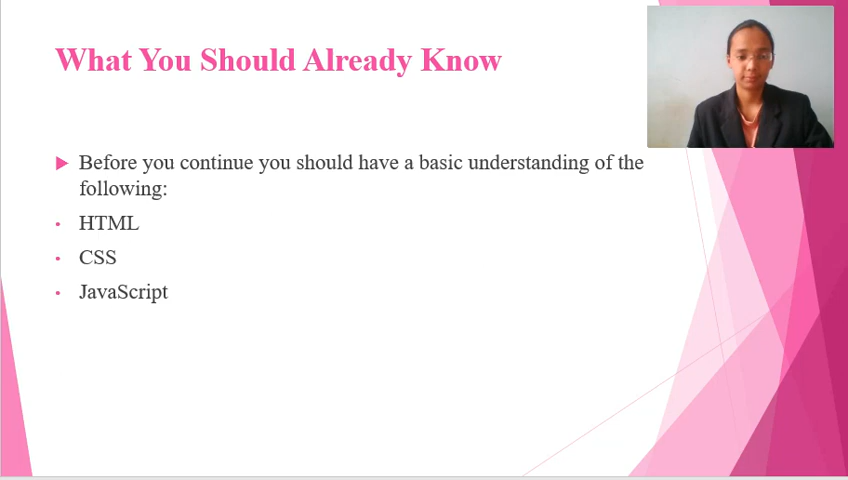 What You Should Already Know
Before you continue you should have a basic understanding of the
following:
HTML
CSS
JavaScript